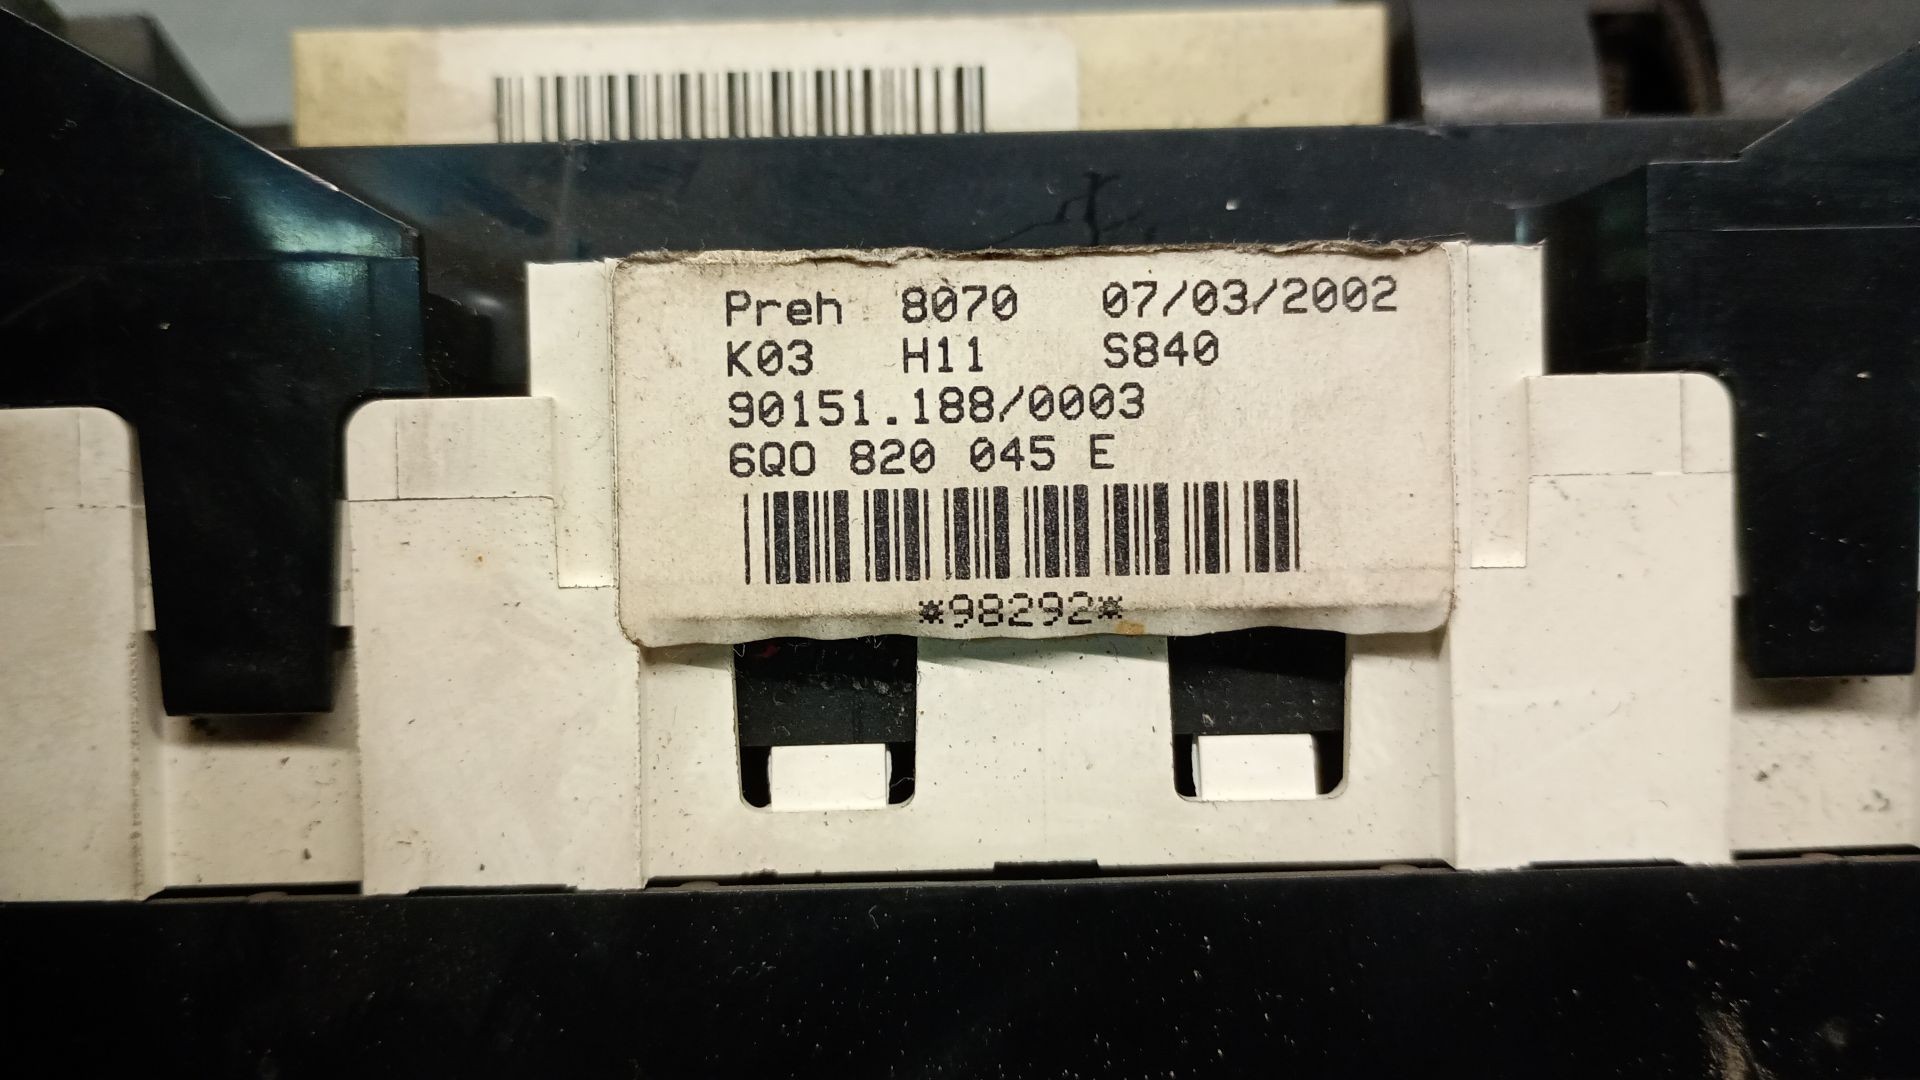 Preh 8070 07/03/2002
K03 H11 S840
90151.188/0003
6Q0 820 045 E
*98292*